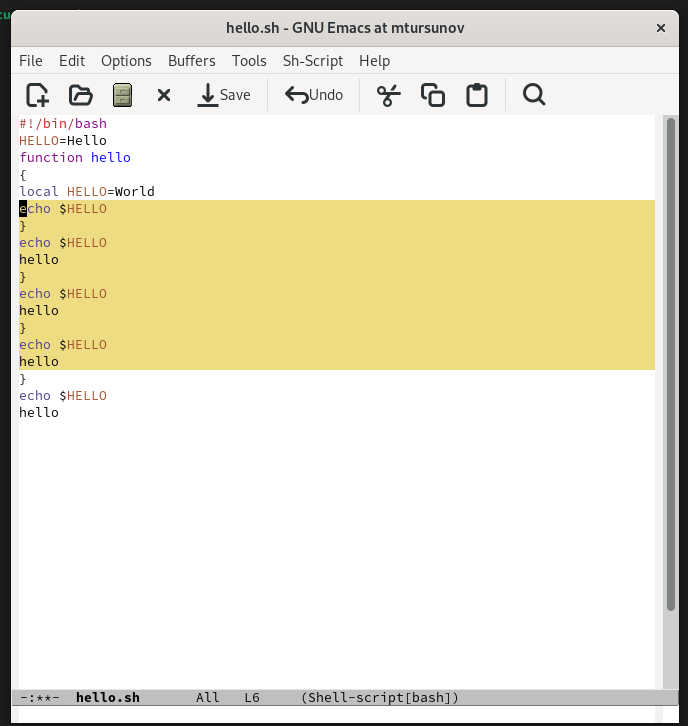 tu
hello.sh - GNU Emacs at mtursunov
File Edit Options Buffers Tools Sh-Script Help
Save Undo
#!/bin/bash
HELLO=Hello
function hello
{
local HELLO=World
echo $HELLO
}
echo $HELLO
hello
}
echo $HELLO
hello
}
echo $HELLO
hello
}
echo $HELLO
hello
-:**- hello.sh All L6 (Shell-script[bash])